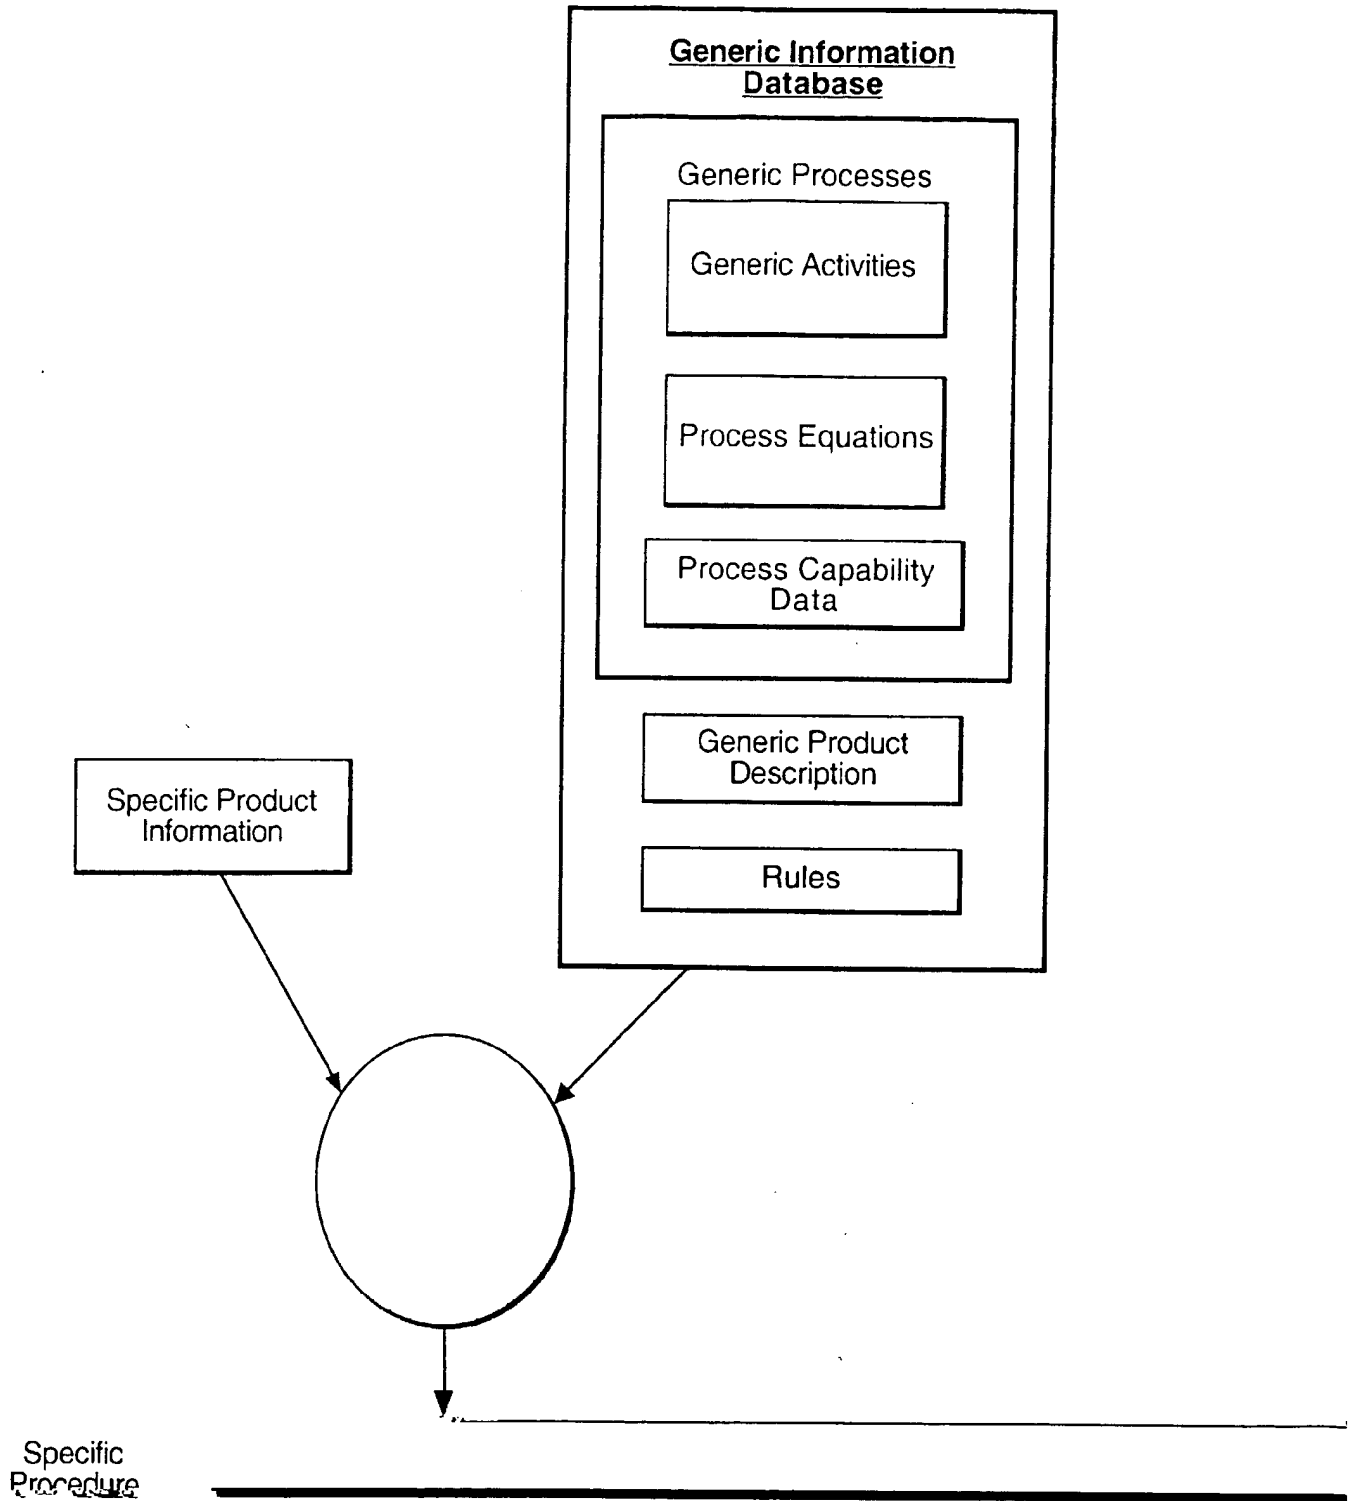 Generic Information
Database
Generic Processes
Generic Activities
Process Equations
Process Capability
Data
Generic Product
Description
Specific Product
Information
Rules
Specific
Procedure